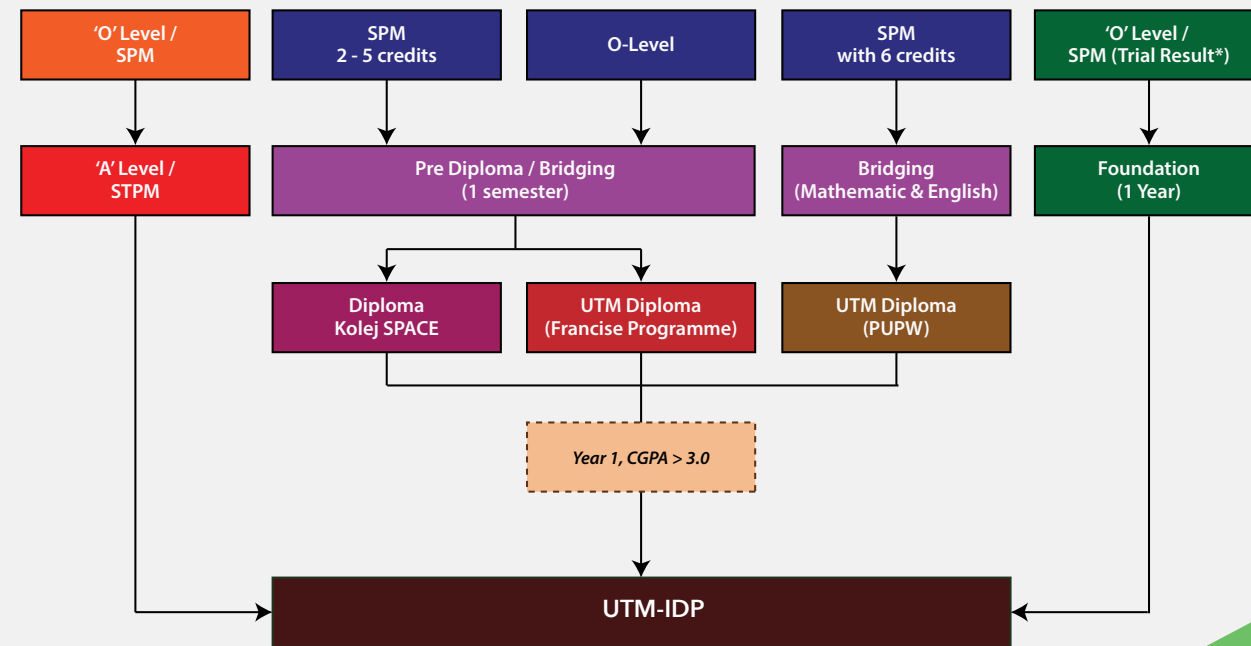 ‘O’ Level /
SPM
SPM
2 - 5 credits
O-Level
SPM
with 6 credits
‘O’ Level /
SPM (Trial Result*)
‘A’ Level /
STPM
Pre Diploma / Bridging
(1 semester)
Bridging
(Mathematic & English)
Foundation
(1 Year)
Diploma
Kolej SPACE
UTM Diploma
(Francise Programme)
UTM Diploma
(PUPW)
Year 1, CGPA > 3.0
UTM-IDP